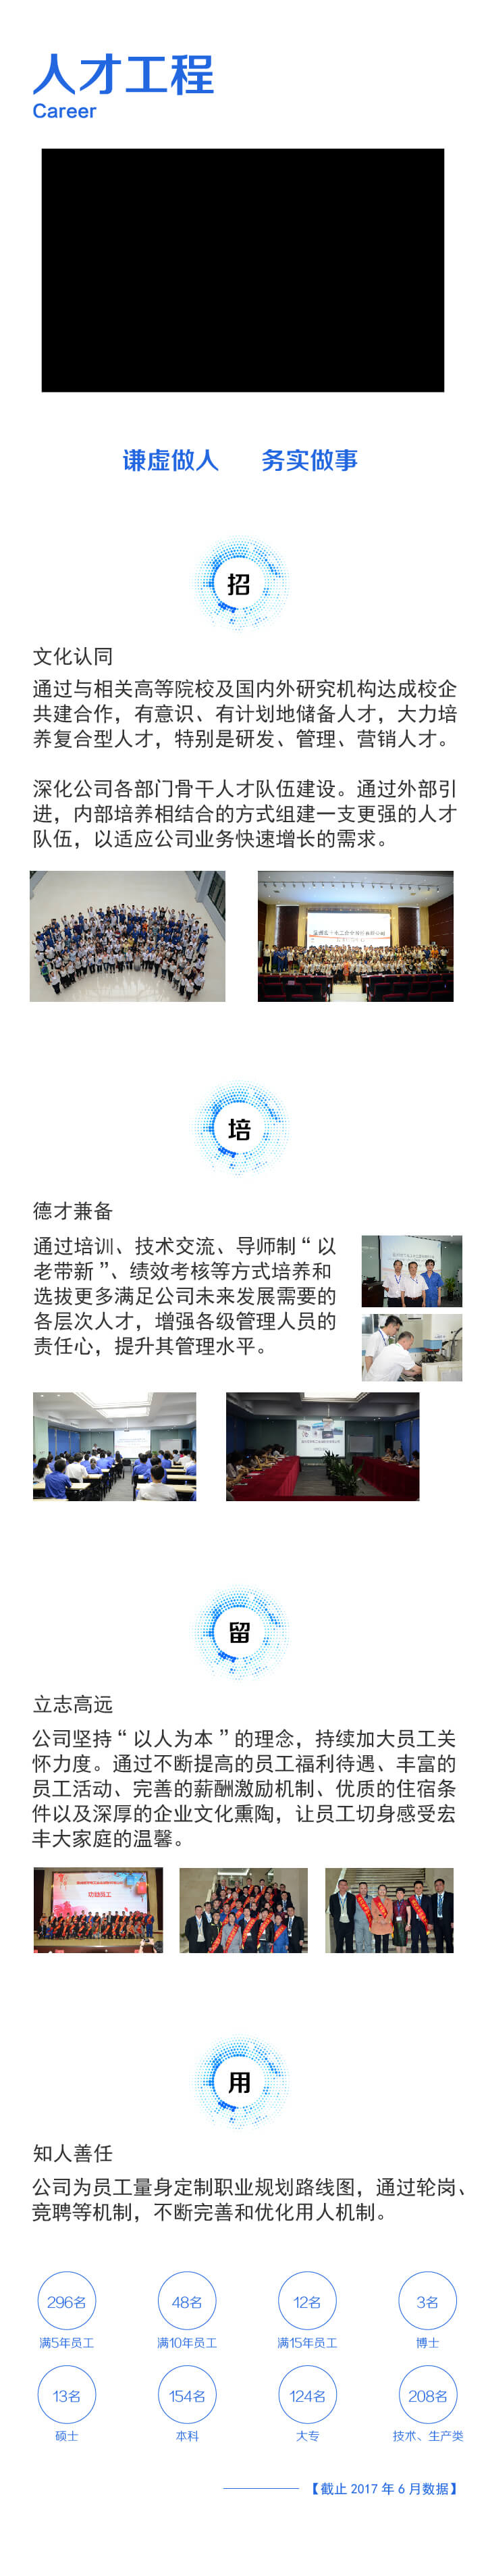 人才工程
Career
谦虚做人 务实做事
招
文化认同
通过与相关高等院校及国内外研究机构达成校企
共建合作，有意识、有计划地储备人才，大力培
养复合型人才，特别是研发、管理、营销人才。
深化公司各部门骨干人才队伍建设。通过外部引
进，内部培养相结合的方式组建一支更强的人才
队伍，以适应公司业务快速增长的需求。
培
德才兼备
通过培训、技术交流、导师制“以
老带新”、绩效考核等方式培养和
选拔更多满足公司未来发展需要的
各层次人才，增强各级管理人员的
责任心，提升其管理水平。
留
立志高远
公司坚持“以人为本”的理念，持续加大员工关
怀力度。通过不断提高的员工福利待遇、丰富的
员工活动、完善的薪酬激励机制、优质的住宿条
件以及深厚的企业文化熏陶，让员工切身感受宏
丰大家庭的温馨。
功勋员工
用
知人善任
公司为员工量身定制职业规划路线图，通过轮岗、
竞聘等机制，不断完善和优化用人机制。
296名 48名 12名 3名
满5年员工 满10年员工 满15年员工 博士
13名 154名 124名 208名
硕士 本科 大专 技术、生产类
【截止 2017 年 6 月数据】